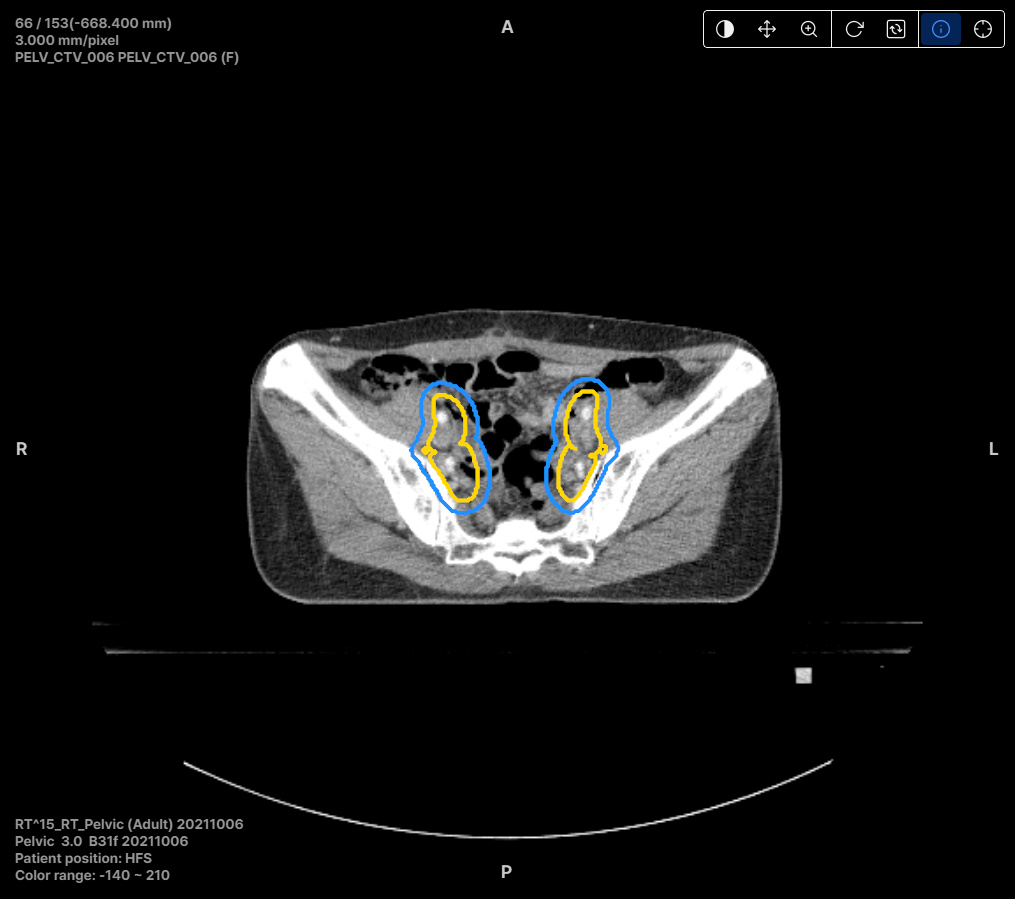 66 / 153(-668.400 mm)
3.000 mm/pixel
PELV_CTV_006 PELV_CTV_006 (F)
A
R
L
RT^15_RT_Pelvic (Adult) 20211006
Pelvic  3.0  B31f 20211006
Patient position: HFS
Color range: -140 ~ 210
P